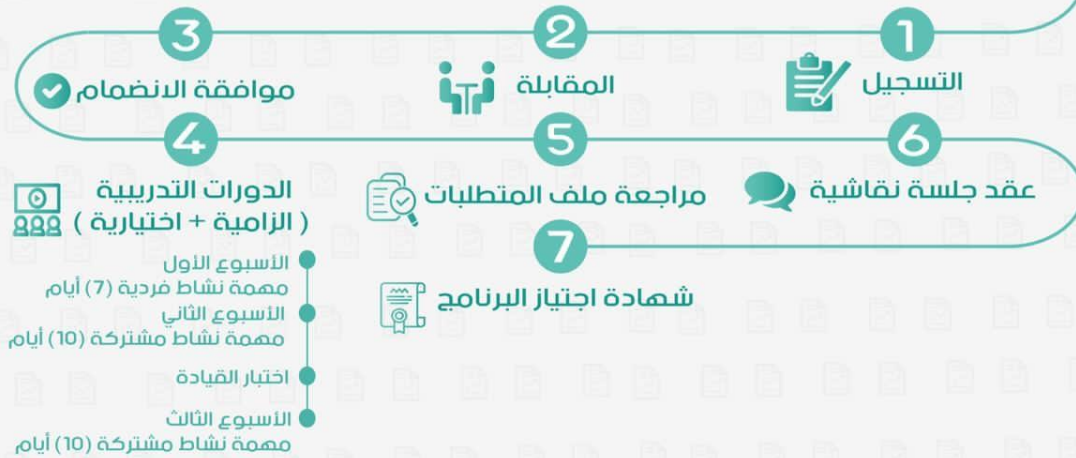 1
التسجيل
2
المقابلة
3
موافقة الانضمام
4
الدورات التدريبية
( الزامية + اختيارية )
الأسبوع الأول
مهمة نشاط فردية (7) أيام
الأسبوع الثاني
مهمة نشاط مشتركة (10) أيام
اختبار القيادة
الأسبوع الثالث
مهمة نشاط مشتركة (10) أيام
5
مراجعة ملف المتطلبات
6
عقد جلسة نقاشية
7
شهادة اجتياز البرنامج